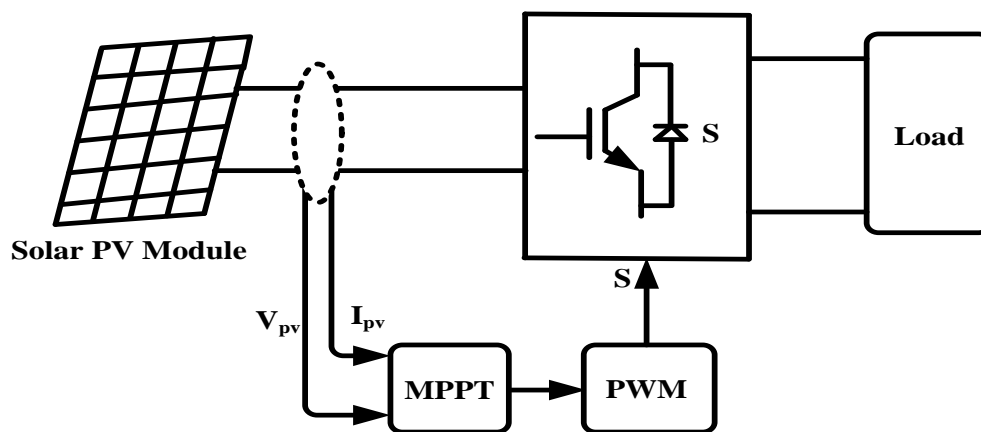 S
Load
Solar PV Module
S
Vpv
Ipv
MPPT
PWM